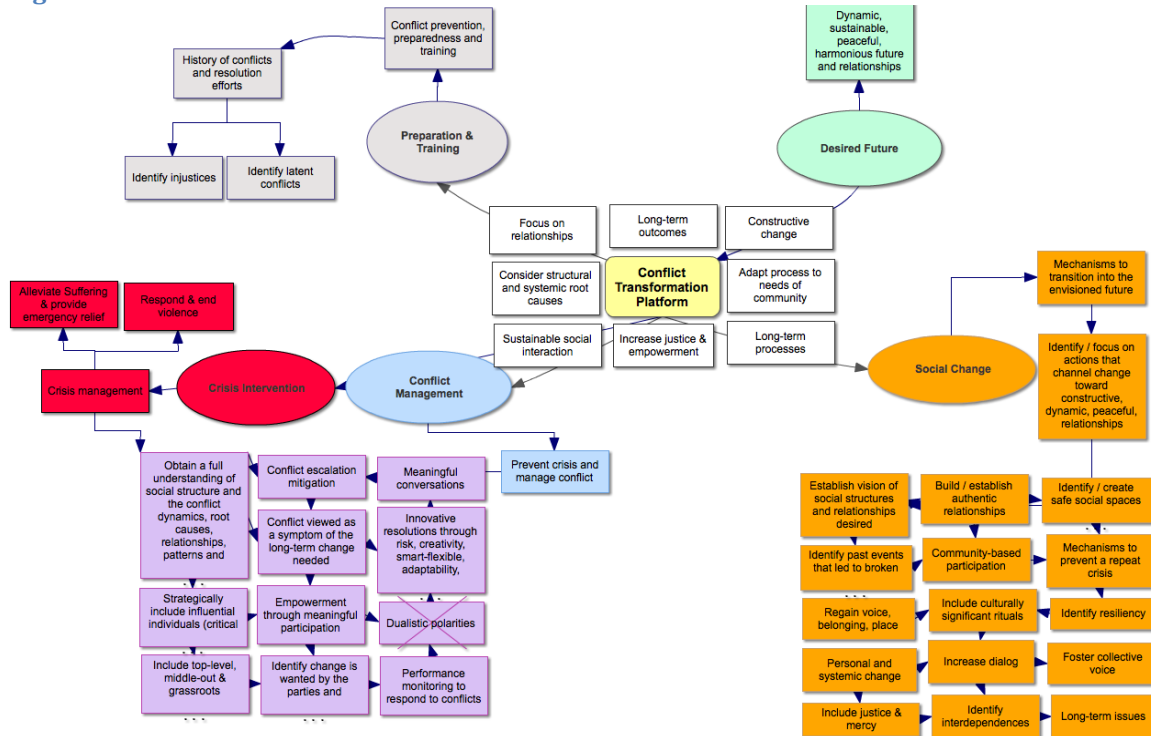 Conflict prevention,
preparedness and
training
History of conflicts
and resolution
efforts
Identify injustices
Identify latent
conflicts
Preparation &
Training
Dynamic,
sustainable,
peaceful,
harmonious future
and relationships
Desired Future
Focus on
relationships
Long-term
outcomes
Constructive
change
Consider structural
and systemic root
causes
Conflict
Transformation
Platform
Adapt process to
needs of
community
Sustainable social
interaction
Increase justice &
empowerment
Long-term
processes
Alleviate Suffering
& provide
emergency relief
Respond & end
violence
Crisis management
Crisis Intervention
Conflict
Management
Prevent crisis and
manage conflict
Obtain a full
understanding of
social structure and
the conflict
dynamics, root
causes,
relationships,
patterns and
...
Conflict escalation
mitigation
Meaningful
conversations
Conflict viewed as
a symptom of the
long-term change
needed
Innovative
resolutions through
risk, creativity,
smart-flexible,
adaptability,
...
Strategically
include influential
individuals (critical
...
Empowerment
through meaningful
participation
Dualistic polarities
Include top-level,
middle-out &
grassroots
...
Identify change is
wanted by the
parties and
...
Performance
monitoring to
respond to conflicts
Social Change
Mechanisms to
transition into the
envisioned future
Identify / focus on
actions that
channel change
toward
constructive,
dynamic, peaceful,
relationships
Establish vision of
social structures
and relationships
desired
Build / establish
authentic
relationships
Identify / create
safe social spaces
...
Identify past events
that led to broken
...
Community-based
participation
Mechanisms to
prevent a repeat
crisis
Regain voice,
belonging, place
Include culturally
significant rituals
Identify resiliency
Personal and
systemic change
Increase dialog
Foster collective
voice
Include justice &
mercy
Identify
interdependences
Long-term issues